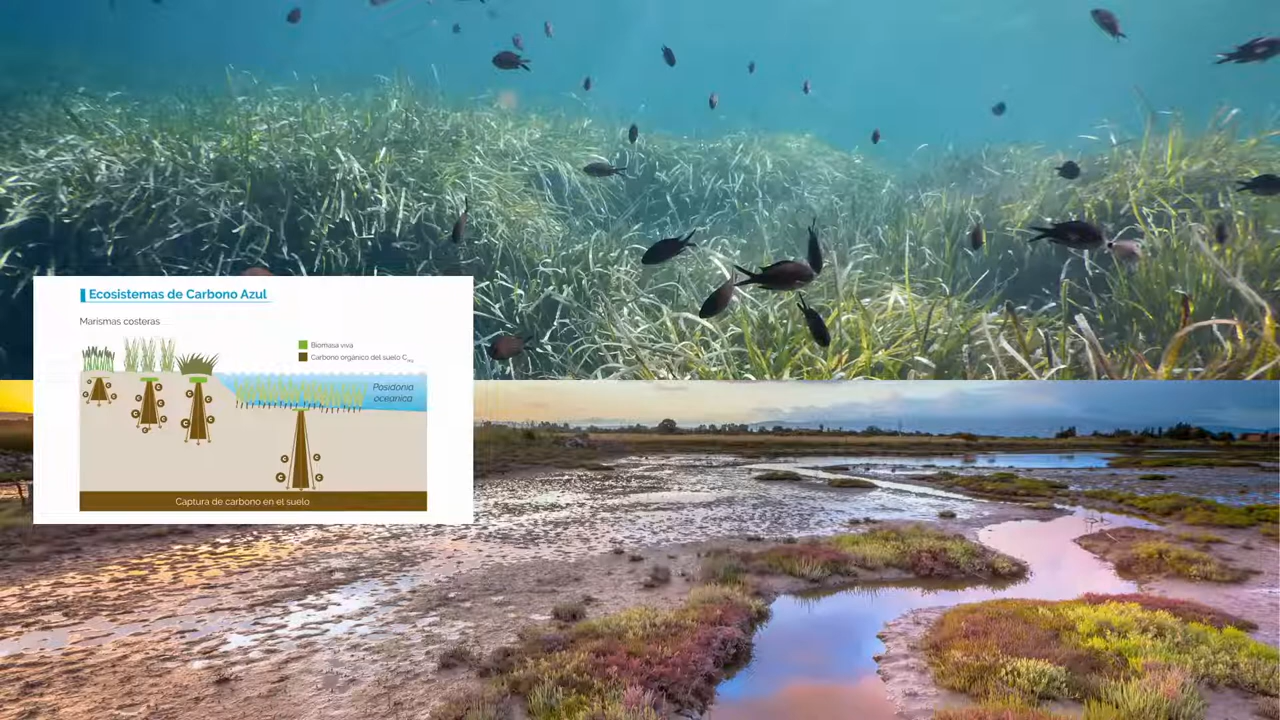 Ecosistemas de Carbono Azul
Marismas costeras
Biomasa viva
Carbono orgánico del suelo Corg
Posidonia
oceanica
C C C C C C C C C C C C C C C C C C
Captura de carbono en el suelo